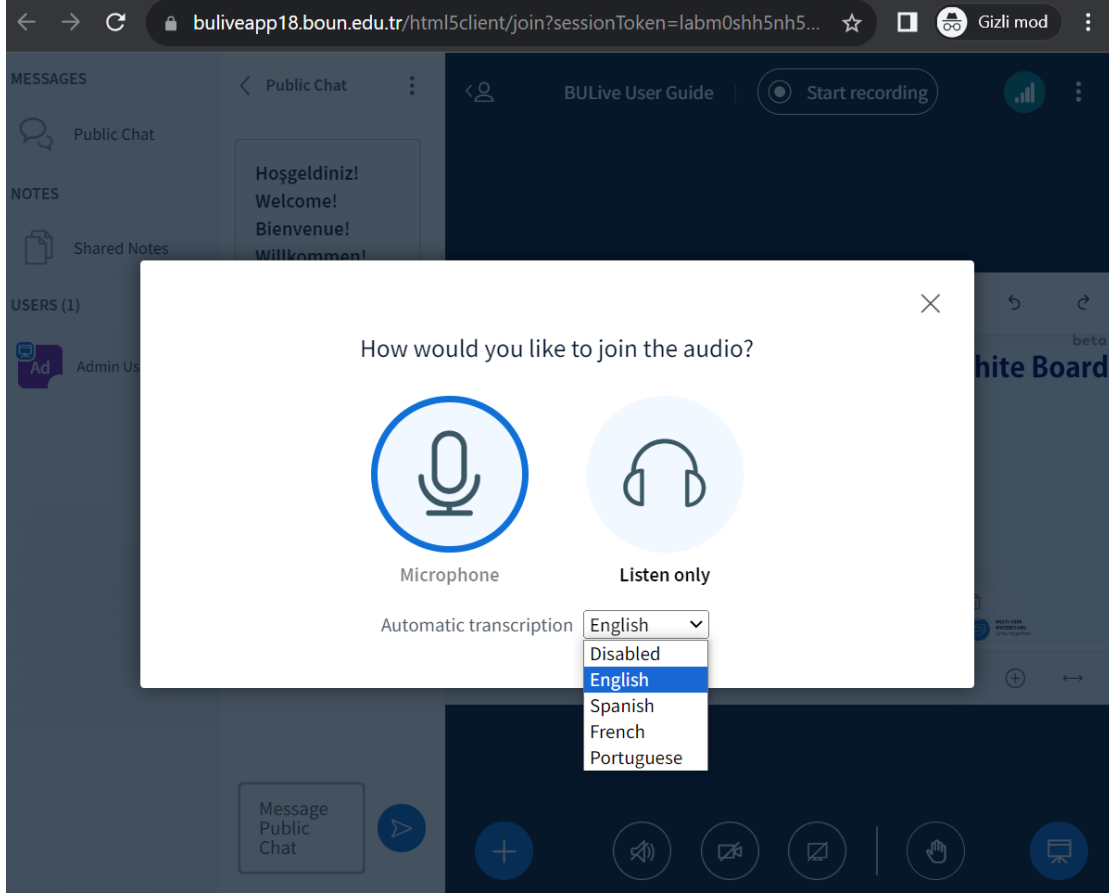 buliveapp18.boun.edu.tr/html5client/join?sessionToken=labm0shh5nh5...
Gizli mod
MESSAGES
Public Chat
NOTES
Shared Notes
USERS (1)
Ad
Admin Us
Public Chat
Hoşgeldiniz!
Welcome!
Bienvenue!
Willkommen!
Message
Public
Chat
BULive User Guide
Start recording
beta
hite Board
MULTI-USER
WHITEBOARD
How would you like to join the audio?
Microphone
Listen only
Automatic transcription
English
Disabled
English
Spanish
French
Portuguese